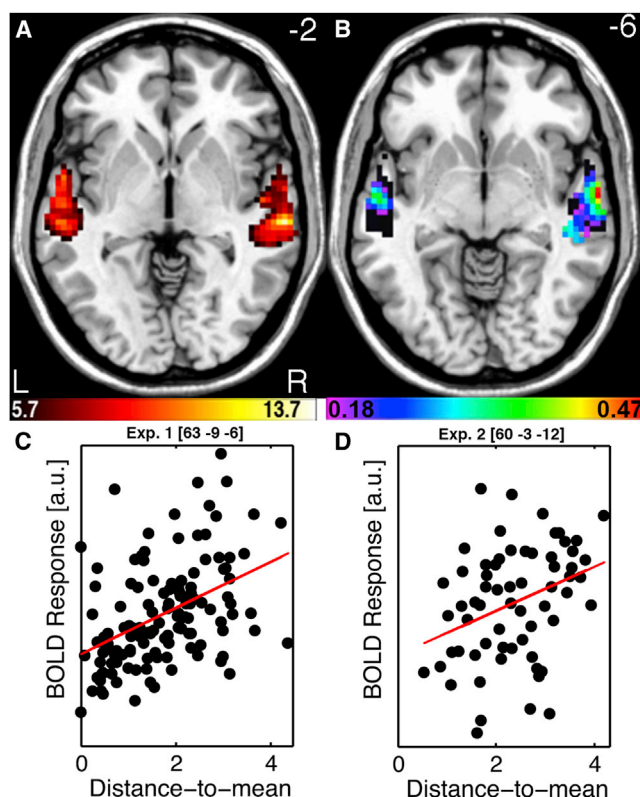 A
-2
B
-6
L
R
5.7
13.7
0.18
0.47
C
Exp. 1 [63 -9 -6]
D
Exp. 2 [60 -3 -12]
BOLD Response [a.u.]
BOLD Response [a.u.]
0
2
4
0
2
4
Distance-to-mean
Distance-to-mean